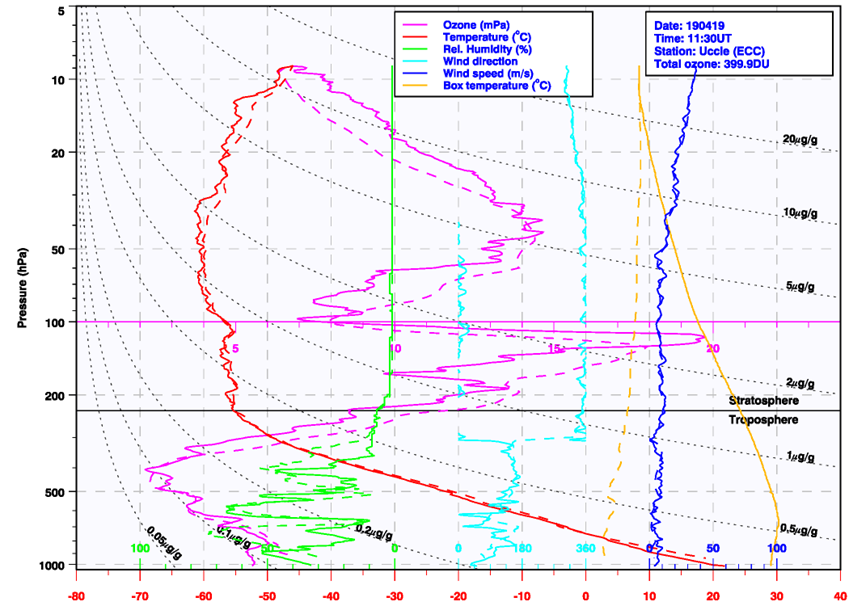 Ozone (mPa)
Temperature (°C)
Rel. Humidity (%)
Wind direction
Wind speed (m/s)
Box temperature (°C)
Date: 190419
Time: 11:30UT
Station: Uccle (ECC)
Total ozone: 399.9DU
Pressure (hPa)
5
10
20
50
100
200
500
1000
20µg/g
10µg/g
5µg/g
2µg/g
1µg/g
0.5µg/g
0.2µg/g
0.1µg/g
0.05µg/g
5 10 15 20
Stratosphere
Troposphere
100 50 0 0 180 360 0 50 100
-80 -70 -60 -50 -40 -30 -20 -10 0 10 20 30 40